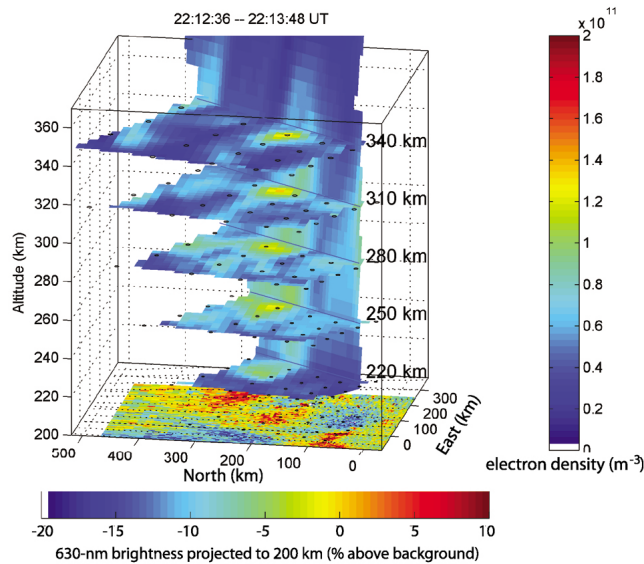 22:12:36 -- 22:13:48 UT
x 10^11
2
1.8
1.6
1.4
1.2
1
0.8
0.6
0.4
0.2
0
electron density (m^-3)
360
340
320
300
280
260
240
220
200
Altitude (km)
340 km
310 km
280 km
250 km
220 km
500
400
300
200
100
0
North (km)
300
200
100
0
East (km)
-20 -15 -10 -5 0 5 10
630-nm brightness projected to 200 km (% above background)